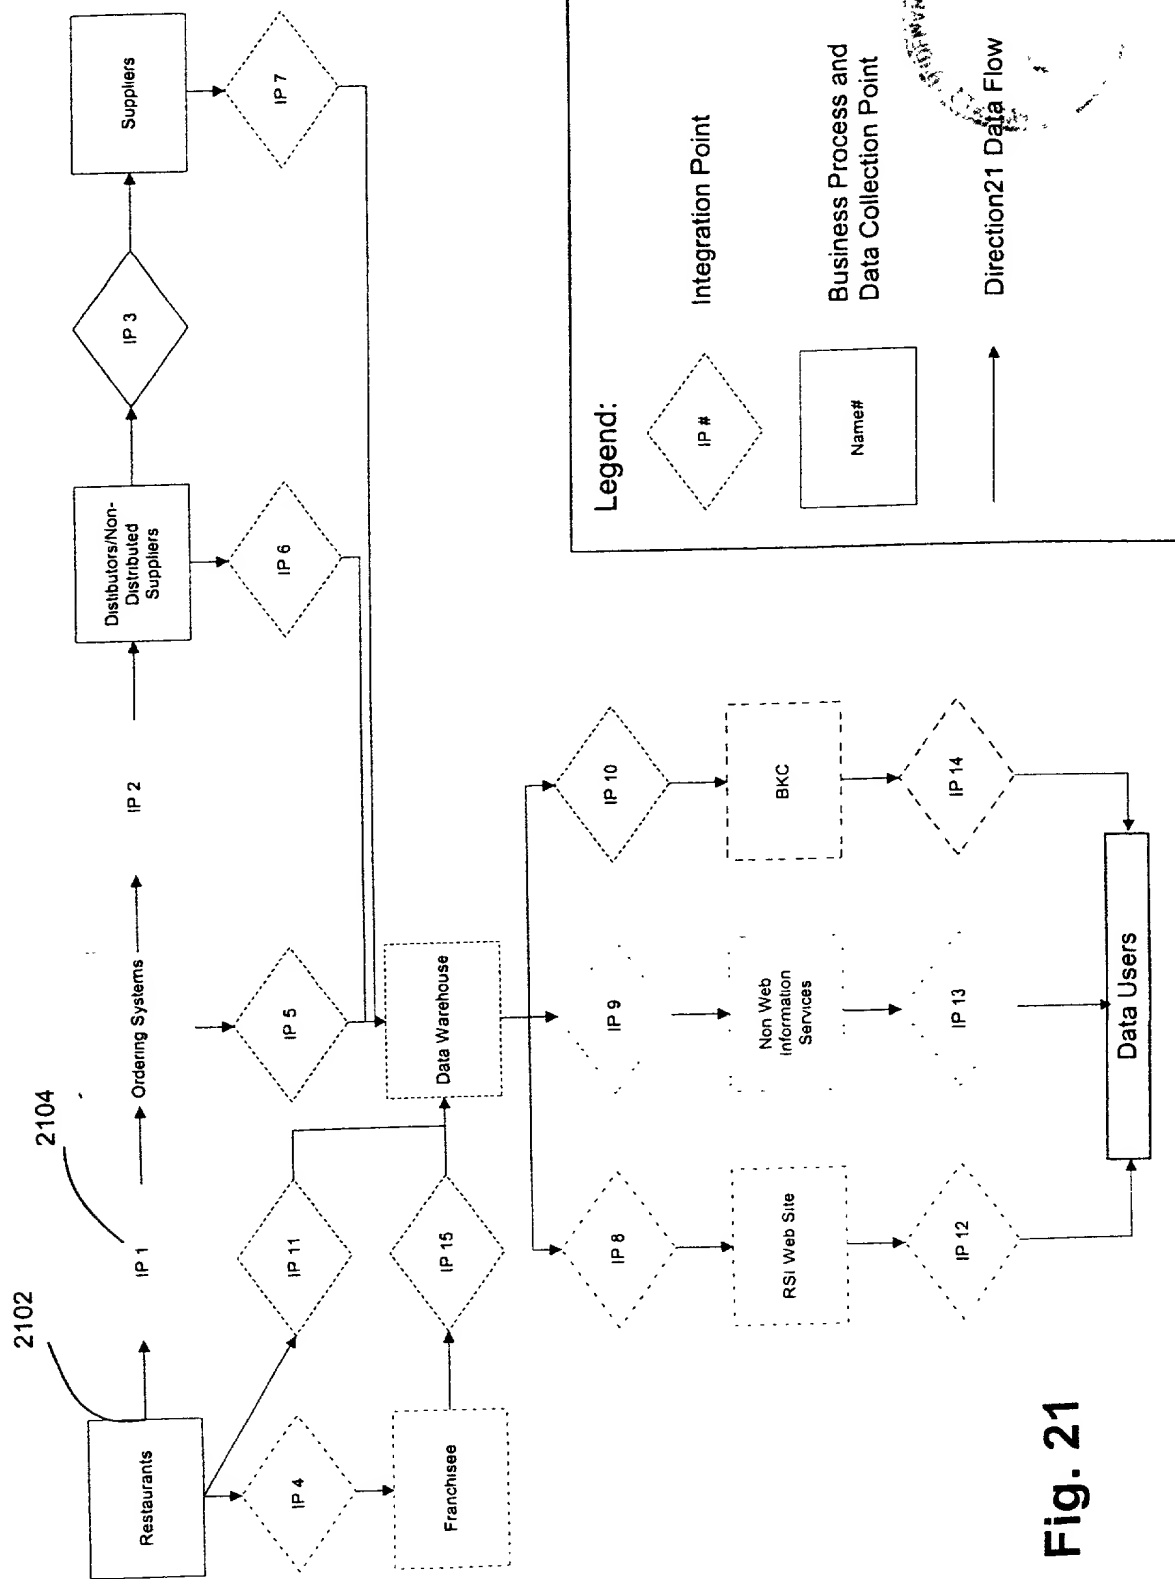 2102
2104
Restaurants
IP 1
Ordering Systems
IP 2
Distibutors/Non-
Distributed
Suppliers
IP 3
Suppliers
IP 4
IP 11
IP 5
IP 6
IP 7
Franchisee
IP 15
Data Warehouse
IP 8
IP 9
IP 10
RSI Web Site
Non Web
Information
Services
BKC
IP 12
IP 13
IP 14
Data Users
Legend:
IP #
Integration Point
Name#
Business Process and
Data Collection Point
Direction21 Data Flow
Fig. 21